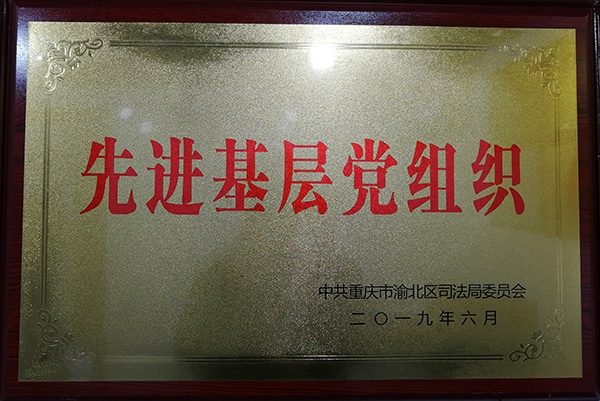 先进基层党组织
中共重庆市渝北区司法局委员会
二〇一九年六月